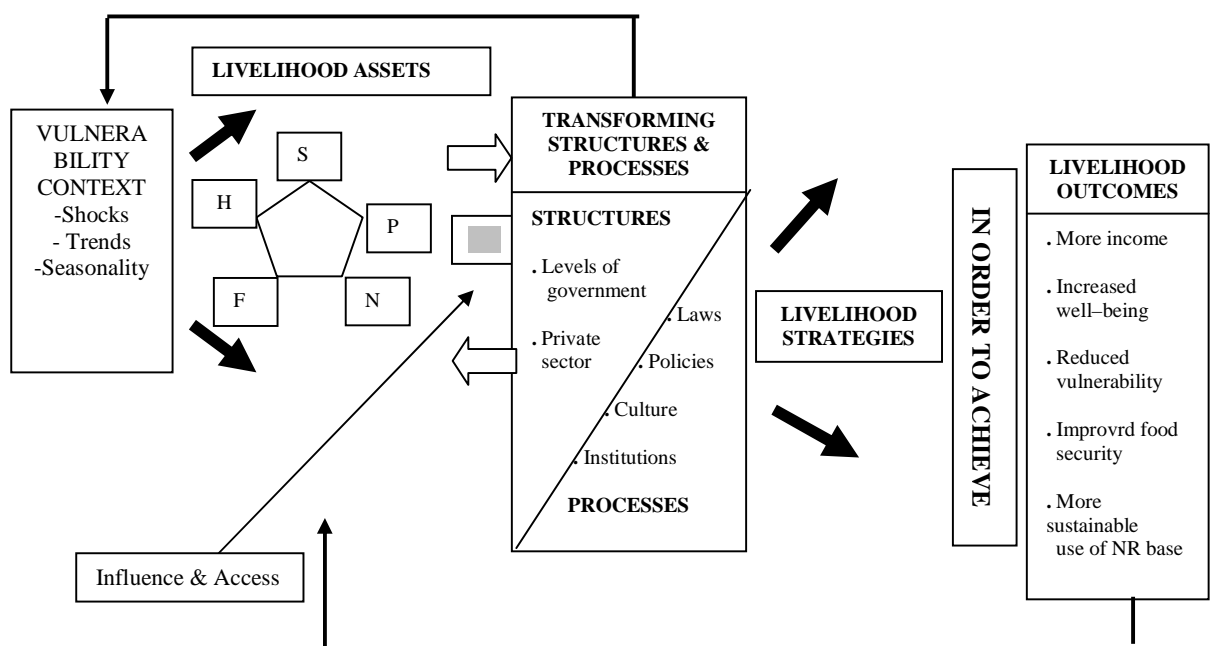 LIVELIHOOD ASSETS
VULNERA
BILITY
CONTEXT
-Shocks
- Trends
-Seasonality
S
H
P
F
N
TRANSFORMING
STRUCTURES &
PROCESSES
STRUCTURES
. Levels of
government
. Private
sector
. Laws
. Policies
. Culture
. Institutions
PROCESSES
Influence & Access
LIVELIHOOD
STRATEGIES
IN ORDER TO ACHIEVE
LIVELIHOOD
OUTCOMES
. More income
. Increased
well–being
. Reduced
vulnerability
. Improvrd food
security
. More
sustainable
use of NR base